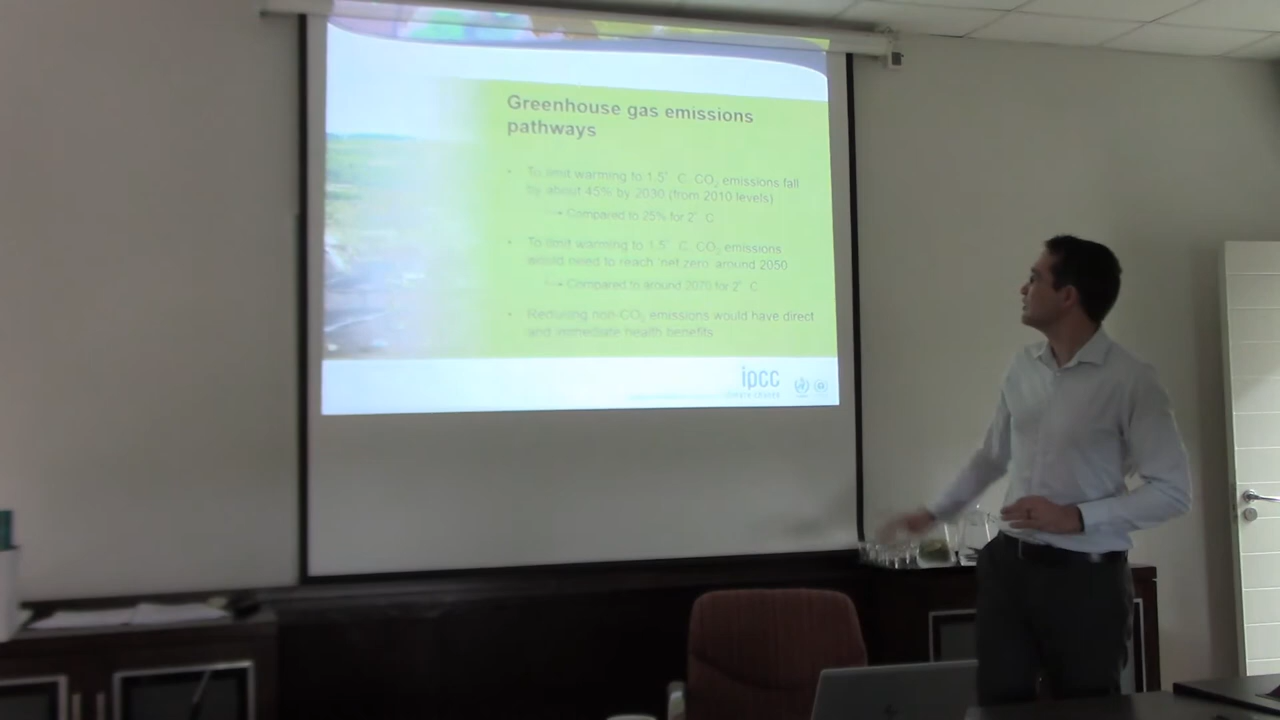 Greenhouse gas emissions
pathways
• To limit warming to 1.5° C, CO₂ emissions fall
by about 45% by 2030 (from 2010 levels)
→ Compared to 25% for 2° C
• To limit warming to 1.5° C, CO₂ emissions
would need to reach 'net zero' around 2050
→ Compared to around 2070 for 2° C
• Reducing non-CO₂ emissions would have direct
and immediate health benefits
ipcc